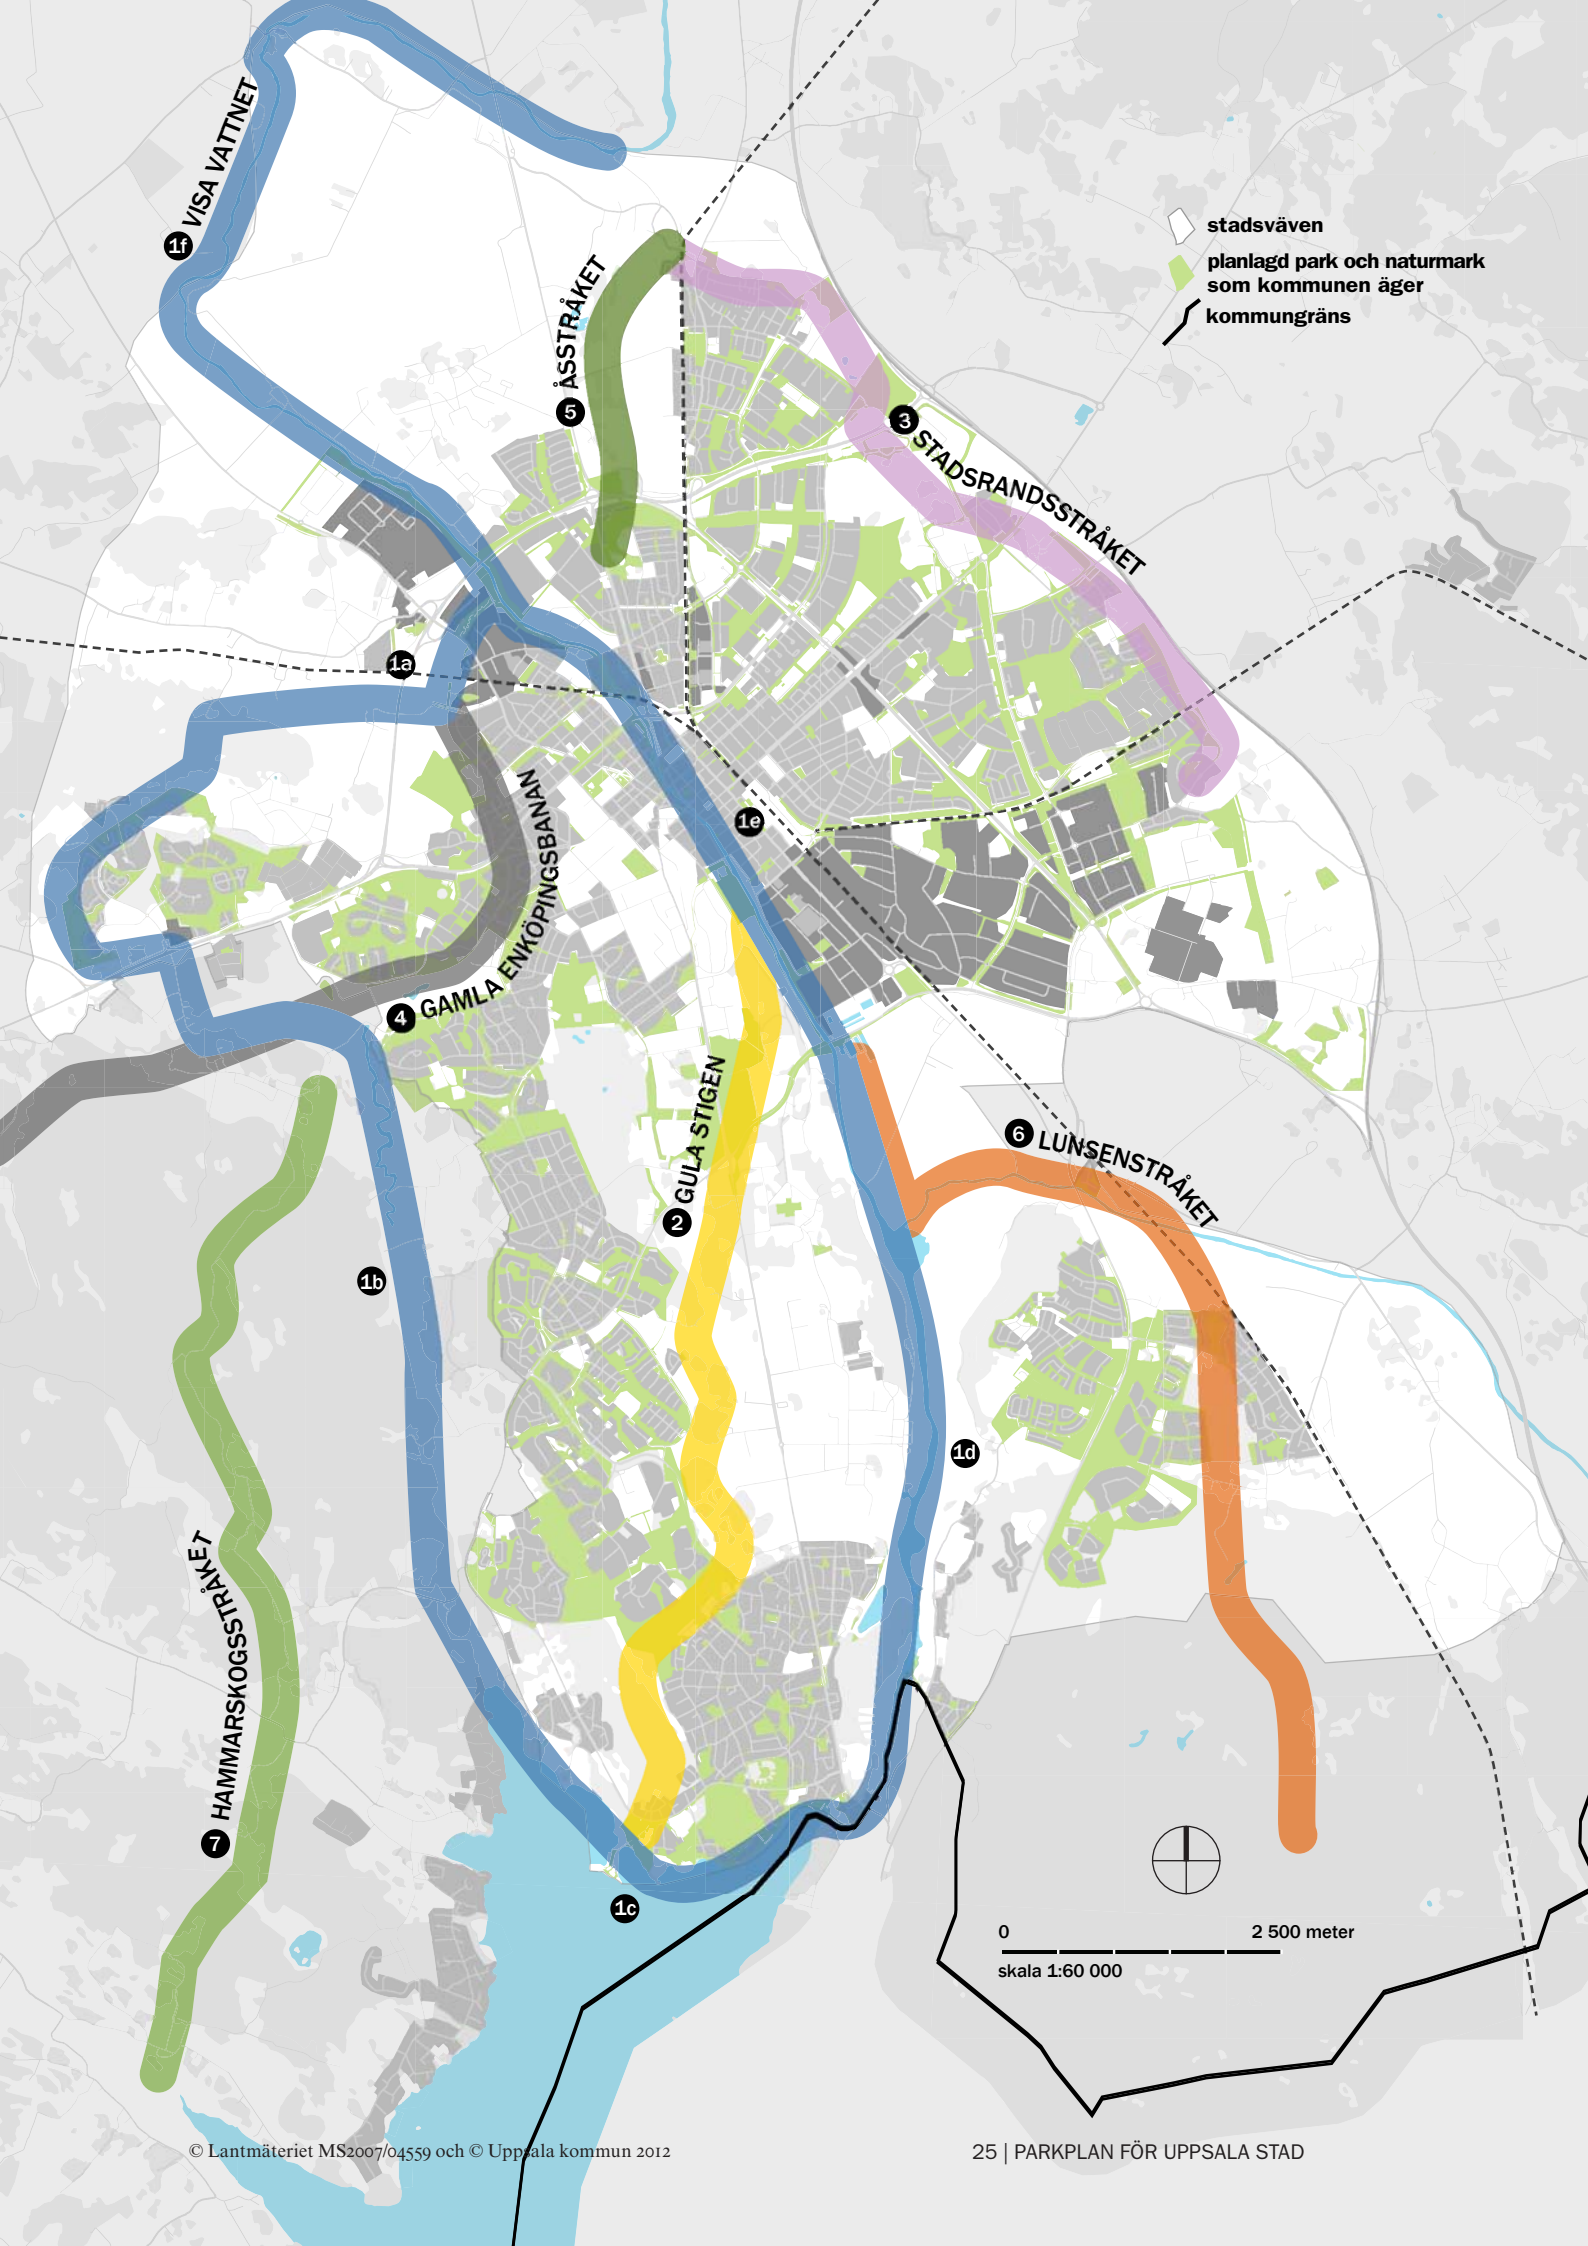 1f VISA VATTNET
stadsväven
planlagd park och naturmark
som kommunen äger
kommungräns
5 ÅSSTRÅKET
3 STADSRANDSSTRÅKET
1a
1e
4 GAMLA ENKÖPINGSBANAN
2 GULA STIGEN
6 LUNSENSTRÅKET
1b
1d
7 HAMMARSKOGSSTRÅKET
1c
0 2 500 meter
skala 1:60 000
© Lantmäteriet MS2007/04559 och © Uppsala kommun 2012
25 | PARKPLAN FÖR UPPSALA STAD